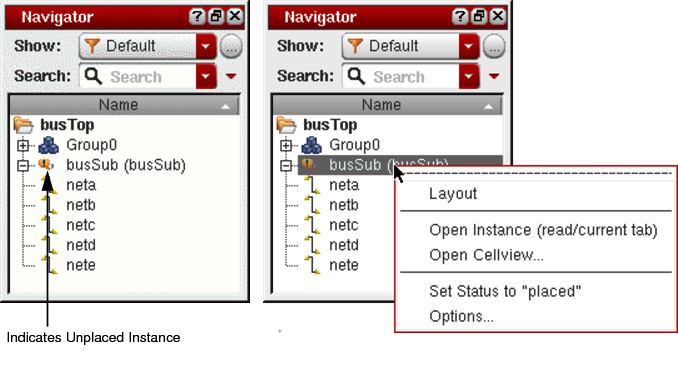 Navigator
Show: Default ...
Search: Search
Name
busTop
Group0
busSub (busSub)
neta
netb
netc
netd
nete
Indicates Unplaced Instance
Navigator
Show: Default ...
Search: Search
Name
busTop
Group0
busSub (busSub)
neta
netb
netc
netd
nete
Layout
Open Instance (read/current tab)
Open Cellview...
Set Status to "placed"
Options...